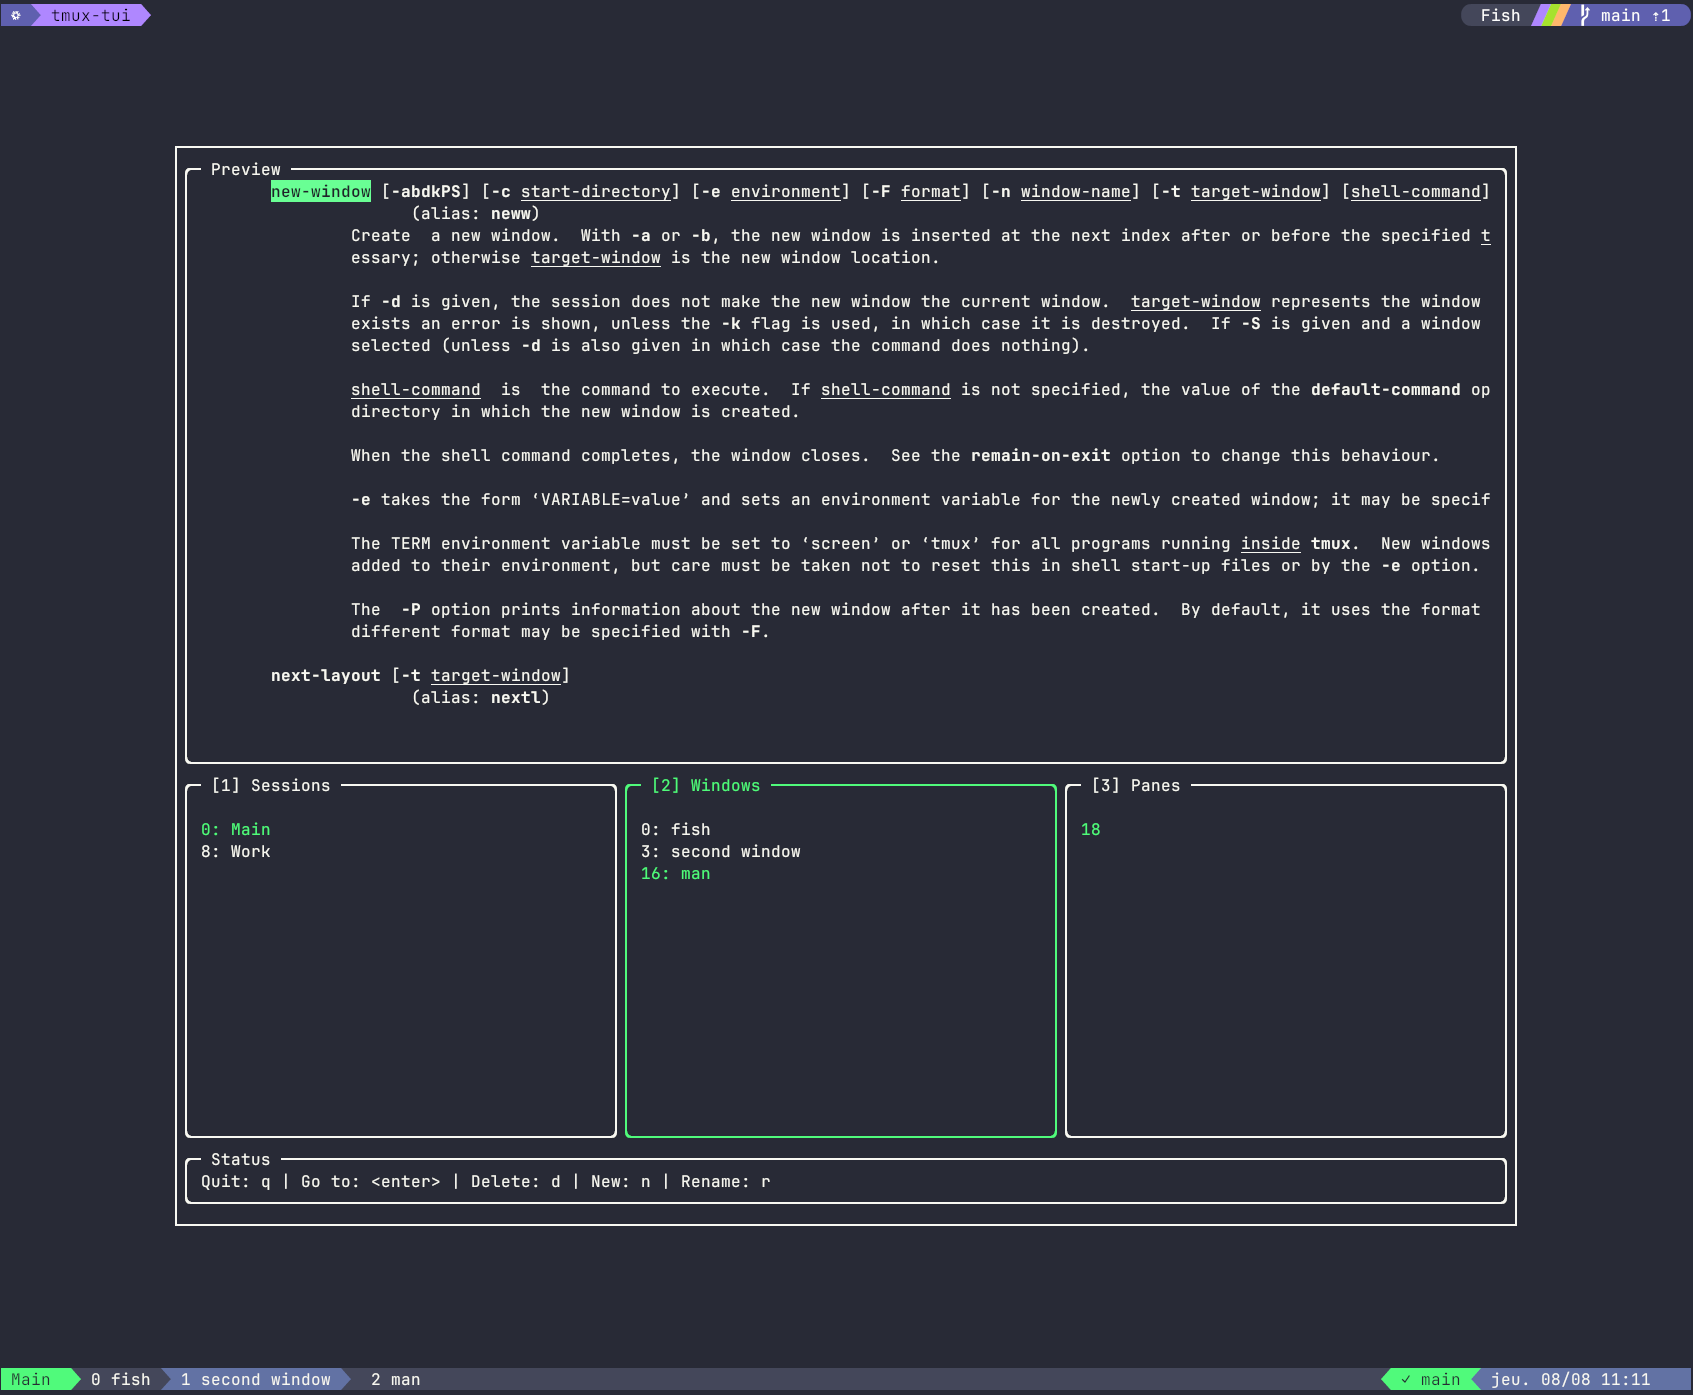 tmux-tui
Fish main ↑1
Preview
new-window [-abdkPS] [-c start-directory] [-e environment] [-F format] [-n window-name] [-t target-window] [shell-command]
(alias: neww)
Create  a new window.  With -a or -b, the new window is inserted at the next index after or before the specified t
essary; otherwise target-window is the new window location.
If -d is given, the session does not make the new window the current window.  target-window represents the window
exists an error is shown, unless the -k flag is used, in which case it is destroyed.  If -S is given and a window
selected (unless -d is also given in which case the command does nothing).
shell-command  is  the command to execute.  If shell-command is not specified, the value of the default-command op
directory in which the new window is created.
When the shell command completes, the window closes.  See the remain-on-exit option to change this behaviour.
-e takes the form ‘VARIABLE=value’ and sets an environment variable for the newly created window; it may be specif
The TERM environment variable must be set to ‘screen’ or ‘tmux’ for all programs running inside tmux.  New windows
added to their environment, but care must be taken not to reset this in shell start-up files or by the -e option.
The  -P option prints information about the new window after it has been created.  By default, it uses the format
different format may be specified with -F.
next-layout [-t target-window]
(alias: nextl)
[1] Sessions
0: Main
8: Work
[2] Windows
0: fish
3: second window
16: man
[3] Panes
18
Status
Quit: q | Go to: <enter> | Delete: d | New: n | Rename: r
Main 0 fish 1 second window 2 man
✓ main jeu. 08/08 11:11